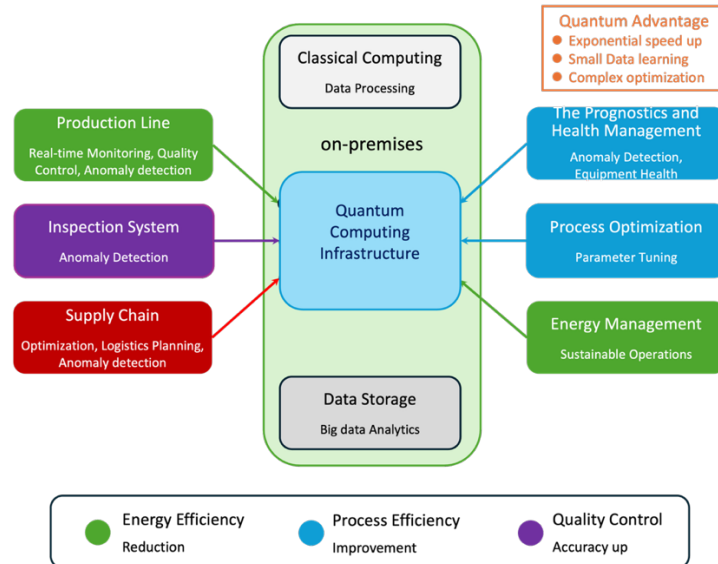 Quantum Advantage
Exponential speed up
Small Data learning
Complex optimization
Classical Computing
Data Processing
on-premises
Production Line
Real-time Monitoring, Quality
Control, Anomaly detection
Inspection System
Anomaly Detection
Supply Chain
Optimization, Logistics Planning,
Anomaly detection
Quantum
Computing
Infrastructure
The Prognostics and
Health Management
Anomaly Detection,
Equipment Health
Process Optimization
Parameter Tuning
Energy Management
Sustainable Operations
Data Storage
Big data Analytics
Energy Efficiency
Reduction
Process Efficiency
Improvement
Quality Control
Accuracy up